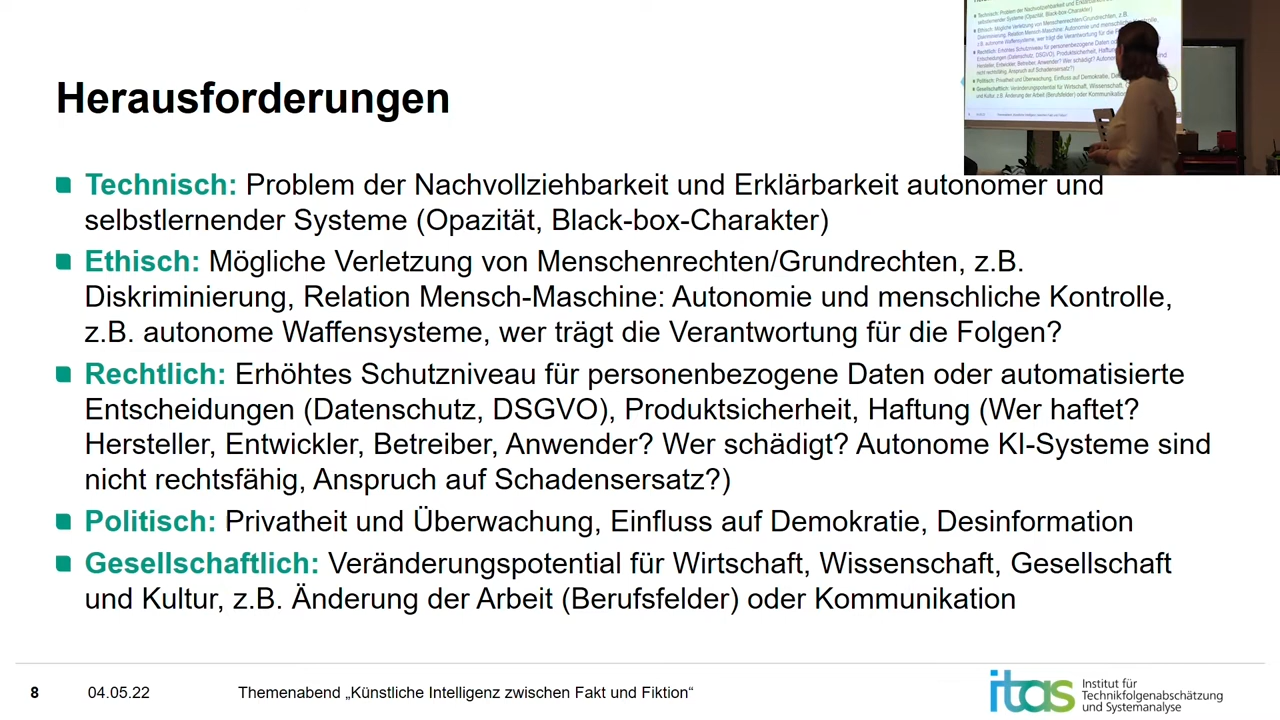 Herausforderungen
Technisch: Problem der Nachvollziehbarkeit und Erklärbarkeit autonomer und
selbstlernender Systeme (Opazität, Black-box-Charakter)
Ethisch: Mögliche Verletzung von Menschenrechten/Grundrechten, z.B.
Diskriminierung, Relation Mensch-Maschine: Autonomie und menschliche Kontrolle,
z.B. autonome Waffensysteme, wer trägt die Verantwortung für die Folgen?
Rechtlich: Erhöhtes Schutzniveau für personenbezogene Daten oder automatisierte
Entscheidungen (Datenschutz, DSGVO), Produktsicherheit, Haftung (Wer haftet?
Hersteller, Entwickler, Betreiber, Anwender? Wer schädigt? Autonome KI-Systeme sind
nicht rechtsfähig, Anspruch auf Schadensersatz?)
Politisch: Privatheit und Überwachung, Einfluss auf Demokratie, Desinformation
Gesellschaftlich: Veränderungspotential für Wirtschaft, Wissenschaft, Gesellschaft
und Kultur, z.B. Änderung der Arbeit (Berufsfelder) oder Kommunikation
8 04.05.22 Themenabend „Künstliche Intelligenz zwischen Fakt und Fiktion“
itas Institut für
Technikfolgenabschätzung
und Systemanalyse